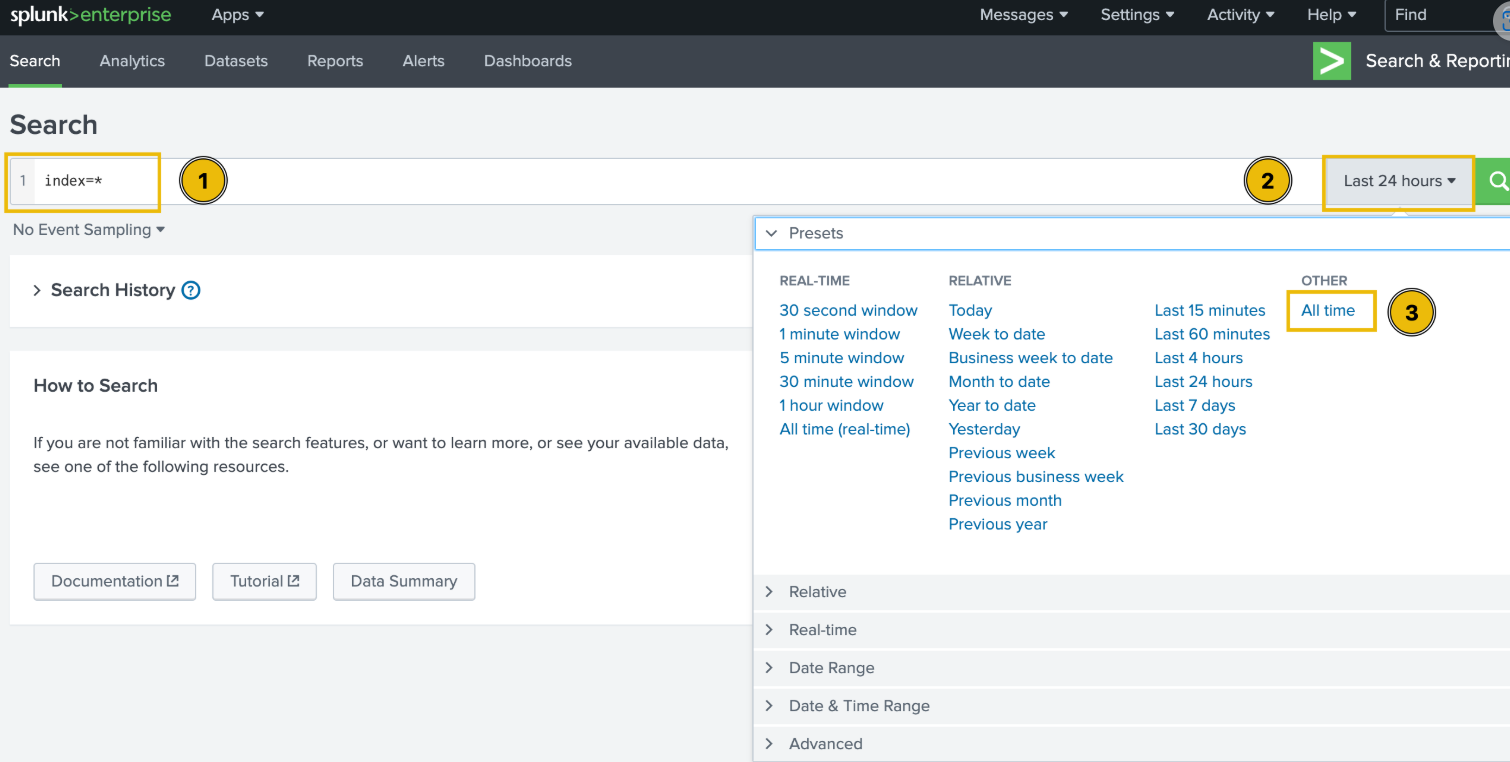 splunk>enterprise Apps Messages Settings Activity Help Find
Search Analytics Datasets Reports Alerts Dashboards Search & Reportin
Search
1 index=* 1 2 Last 24 hours
No Event Sampling
Presets
Search History ?
REAL-TIME RELATIVE OTHER
30 second window Today Last 15 minutes All time 3
1 minute window Week to date Last 60 minutes
5 minute window Business week to date Last 4 hours
30 minute window Month to date Last 24 hours
1 hour window Year to date Last 7 days
All time (real-time) Yesterday Last 30 days
Previous week
Previous business week
Previous month
Previous year
How to Search
If you are not familiar with the search features, or want to learn more, or see your available data,
see one of the following resources.
Documentation Tutorial Data Summary
Relative
Real-time
Date Range
Date & Time Range
Advanced